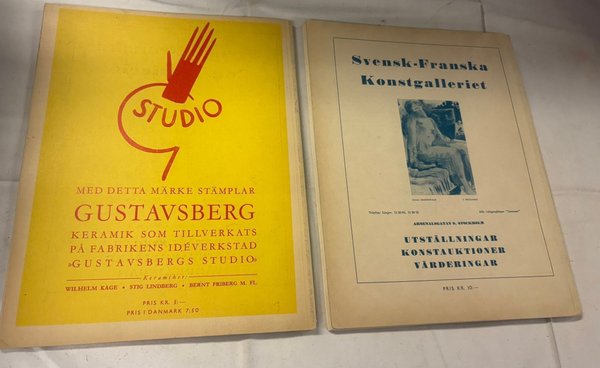 STUDIO
MED DETTA MÄRKE STÄMPLAR
GUSTAVSBERG
KERAMIK SOM TILLVERKATS
PÅ FABRIKENS IDÉVERKSTAD
»GUSTAVSBERGS STUDIO»
Keramiker:
WILHELM KÅGE • STIG LINDBERG • BERNT FRIBERG M. FL.
PRIS KR. 5:—
PRIS I DANMARK 7:50
Svensk-Franska
Konstgalleriet
ARSENALSGATAN 9, STOCKHOLM
UTSTÄLLNINGAR
KONSTAUKTIONER
VÄRDERINGAR
PRIS KR. 10:—